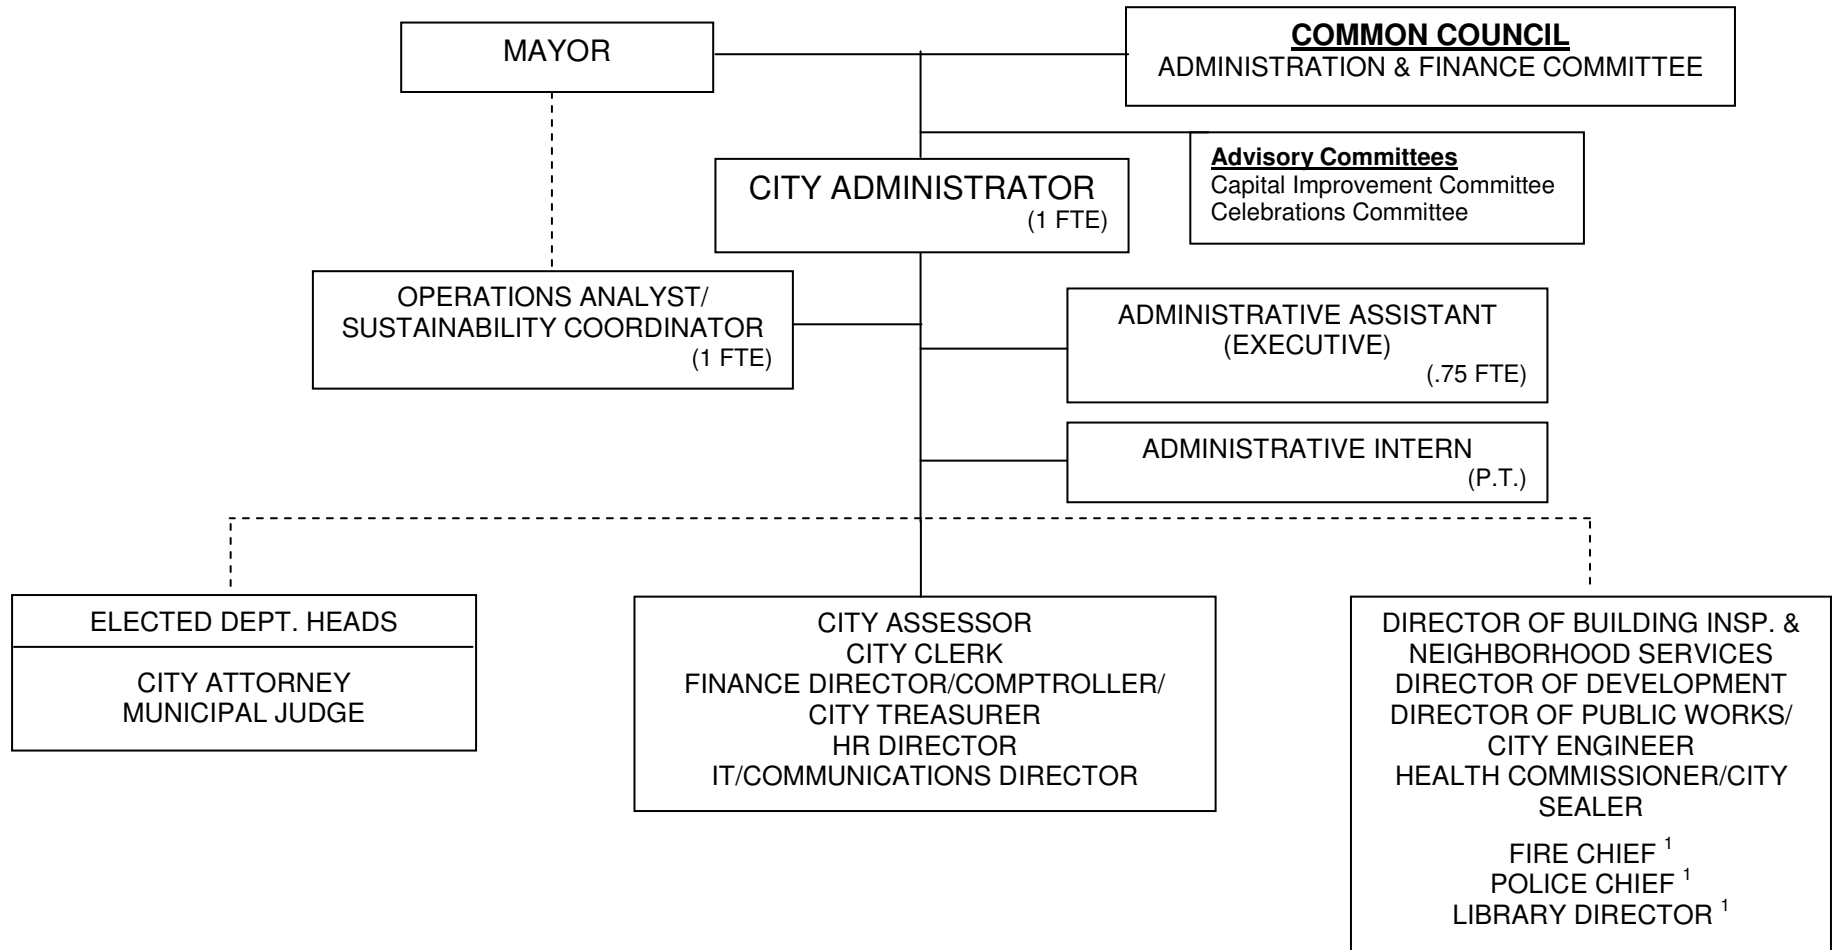 MAYOR
COMMON COUNCIL
ADMINISTRATION & FINANCE COMMITTEE
Advisory Committees
Capital Improvement Committee
Celebrations Committee
CITY ADMINISTRATOR
(1 FTE)
OPERATIONS ANALYST/
SUSTAINABILITY COORDINATOR
(1 FTE)
ADMINISTRATIVE ASSISTANT
(EXECUTIVE)
(.75 FTE)
ADMINISTRATIVE INTERN
(P.T.)
ELECTED DEPT. HEADS
CITY ATTORNEY
MUNICIPAL JUDGE
CITY ASSESSOR
CITY CLERK
FINANCE DIRECTOR/COMPTROLLER/
CITY TREASURER
HR DIRECTOR
IT/COMMUNICATIONS DIRECTOR
DIRECTOR OF BUILDING INSP. &
NEIGHBORHOOD SERVICES
DIRECTOR OF DEVELOPMENT
DIRECTOR OF PUBLIC WORKS/
CITY ENGINEER
HEALTH COMMISSIONER/CITY
SEALER
FIRE CHIEF ¹
POLICE CHIEF ¹
LIBRARY DIRECTOR ¹